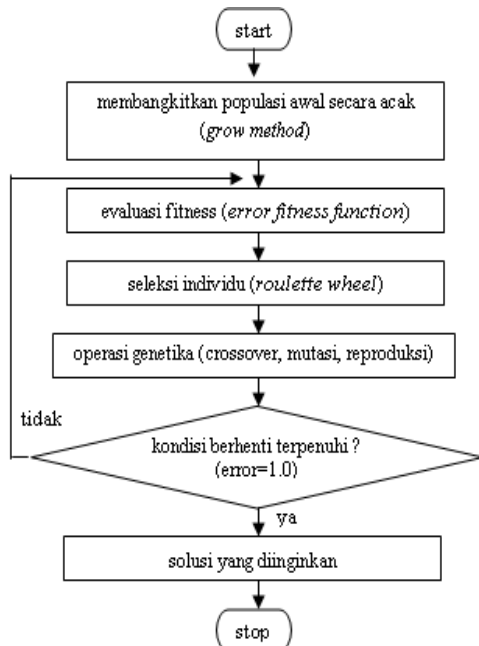 start
membangkitkan populasi awal secara acak
(grow method)
evaluasi fitness (error fitness function)
seleksi individu (roulette wheel)
operasi genetika (crossover, mutasi, reproduksi)
tidak
kondisi berhenti terpenuhi ?
(error=1.0)
ya
solusi yang diinginkan
stop